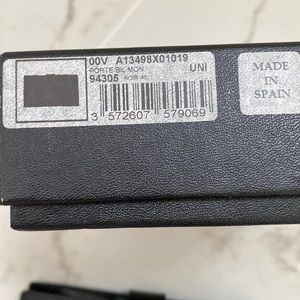 00V A13498X01019
PORTE BIL MON
UNI
94305 NOIR
3 572607 579069
MADE
IN
SPAIN